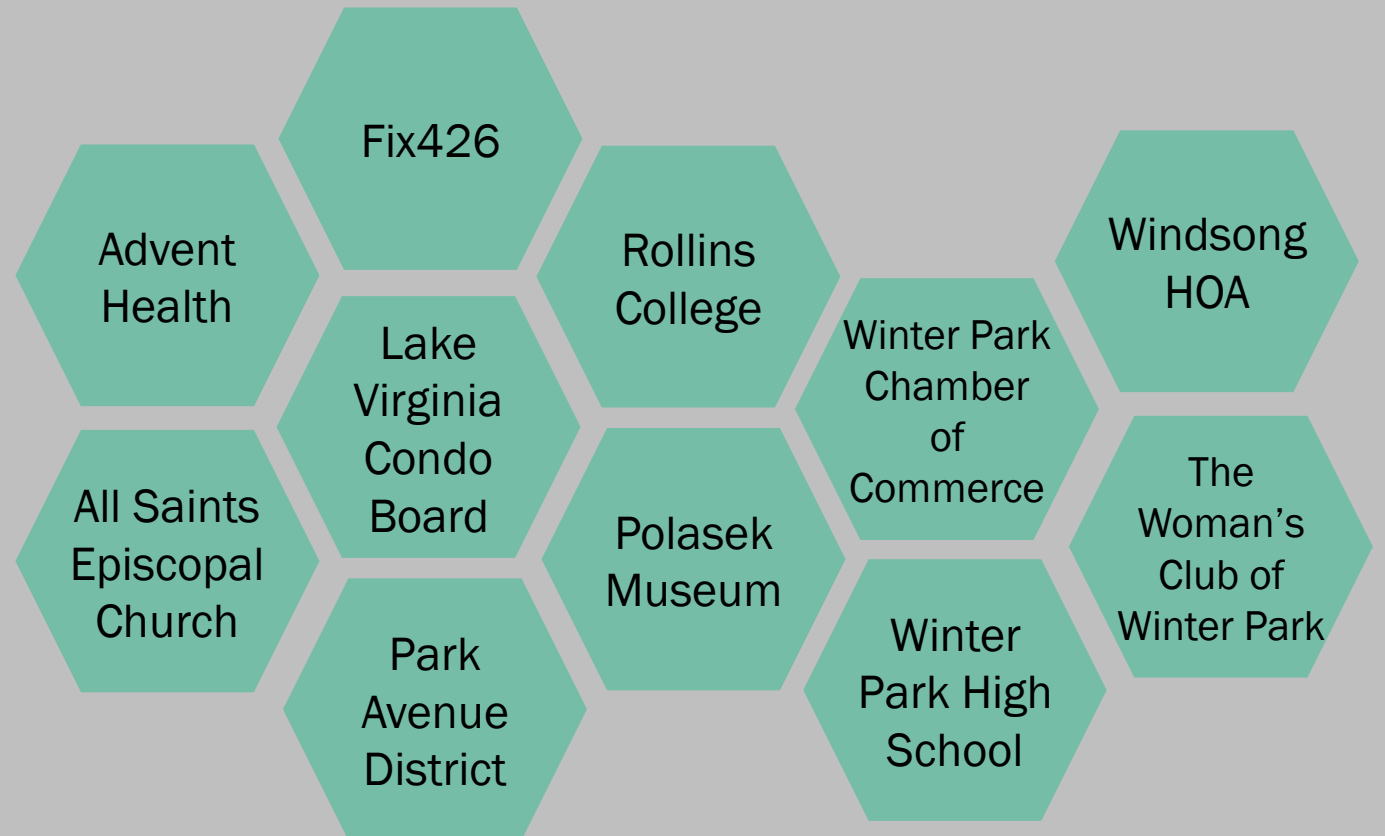 Fix426
Advent
Health
Rollins
College
Windsong
HOA
Lake
Virginia
Condo
Board
Winter Park
Chamber
of
Commerce
All Saints
Episcopal
Church
Polasek
Museum
The
Woman’s
Club of
Winter Park
Park
Avenue
District
Winter
Park High
School